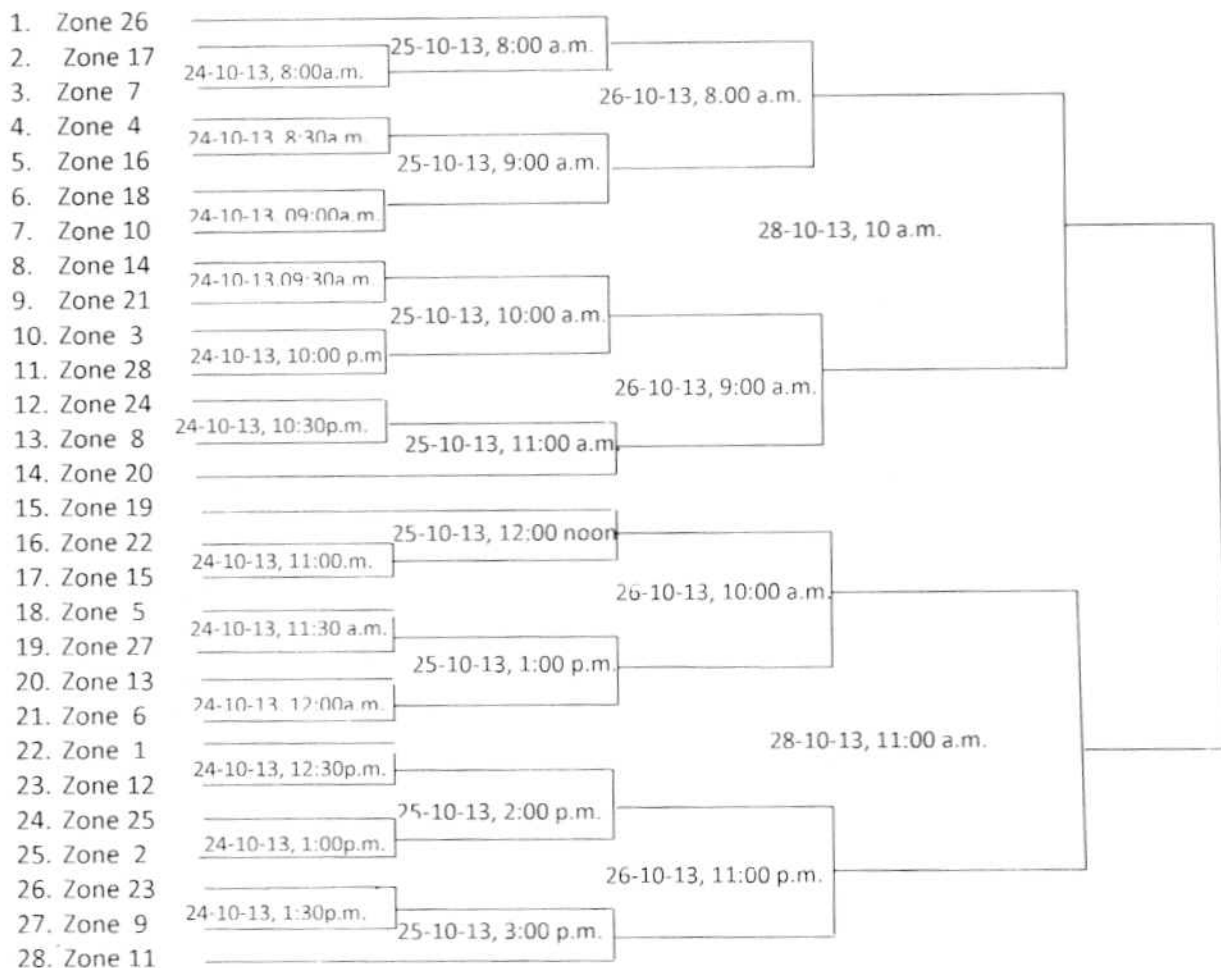 1. Zone 26
25-10-13, 8:00 a.m.
2. Zone 17
24-10-13, 8:00a.m.
3. Zone 7
26-10-13, 8.00 a.m.
4. Zone 4
24-10-13, 8:30a.m.
5. Zone 16
25-10-13, 9:00 a.m.
6. Zone 18
24-10-13, 09:00a.m.
7. Zone 10
28-10-13, 10 a.m.
8. Zone 14
24-10-13,09:30a.m.
9. Zone 21
25-10-13, 10:00 a.m.
10. Zone 3
24-10-13, 10:00 p.m
11. Zone 28
26-10-13, 9:00 a.m.
12. Zone 24
24-10-13, 10:30p.m.
13. Zone 8
25-10-13, 11:00 a.m.
14. Zone 20
15. Zone 19
25-10-13, 12:00 noon
16. Zone 22
24-10-13, 11:00.m.
17. Zone 15
26-10-13, 10:00 a.m.
18. Zone 5
24-10-13, 11:30 a.m.
19. Zone 27
25-10-13, 1:00 p.m.
20. Zone 13
24-10-13, 12:00a.m.
21. Zone 6
28-10-13, 11:00 a.m.
22. Zone 1
24-10-13, 12:30p.m.
23. Zone 12
25-10-13, 2:00 p.m.
24. Zone 25
24-10-13, 1:00p.m.
25. Zone 2
26-10-13, 11:00 p.m.
26. Zone 23
24-10-13, 1:30p.m.
27. Zone 9
25-10-13, 3:00 p.m.
28. Zone 11